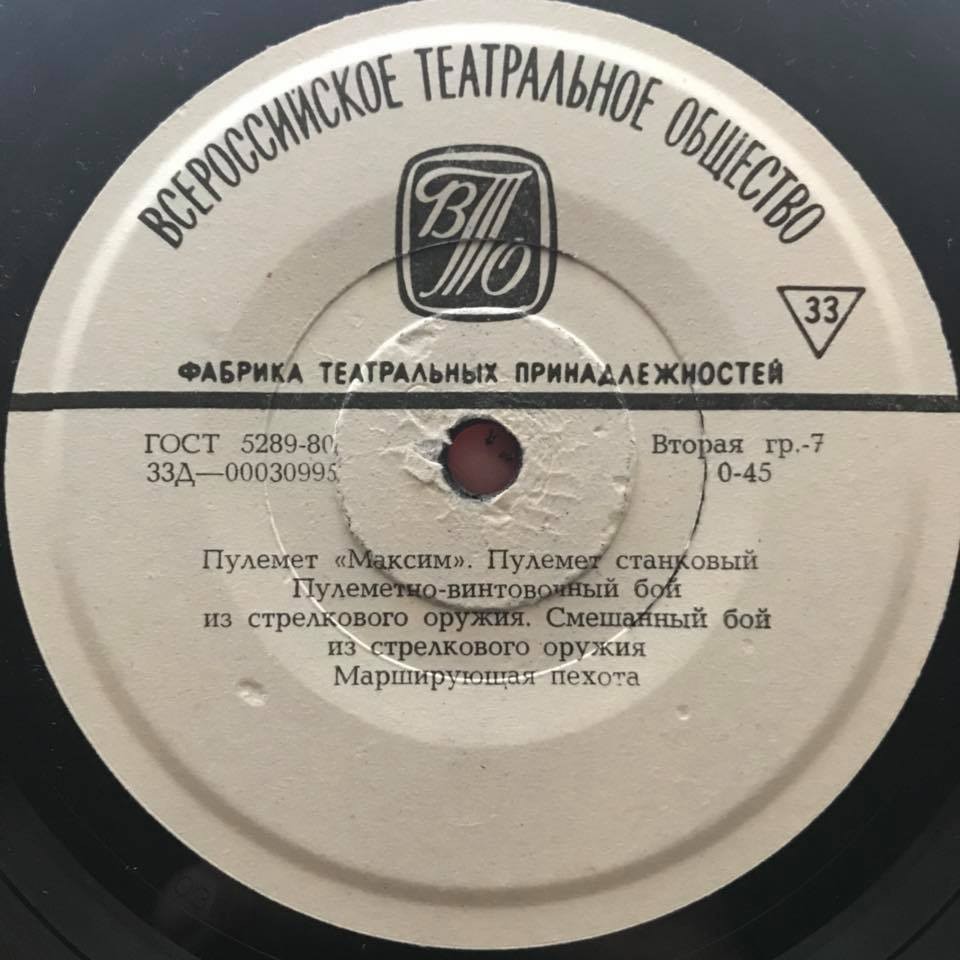 ВСЕРОССИЙСКОЕ ТЕАТРАЛЬНОЕ ОБЩЕСТВО
ВТО
33
ФАБРИКА ТЕАТРАЛЬНЫХ ПРИНАДЛЕЖНОСТЕЙ
ГОСТ 5289-80 Вторая гр.-7
33Д—00030995 0-45
Пулемет «Максим». Пулемет станковый
Пулеметно-винтовочный бой
из стрелкового оружия. Смешанный бой
из стрелкового оружия
Марширующая пехота